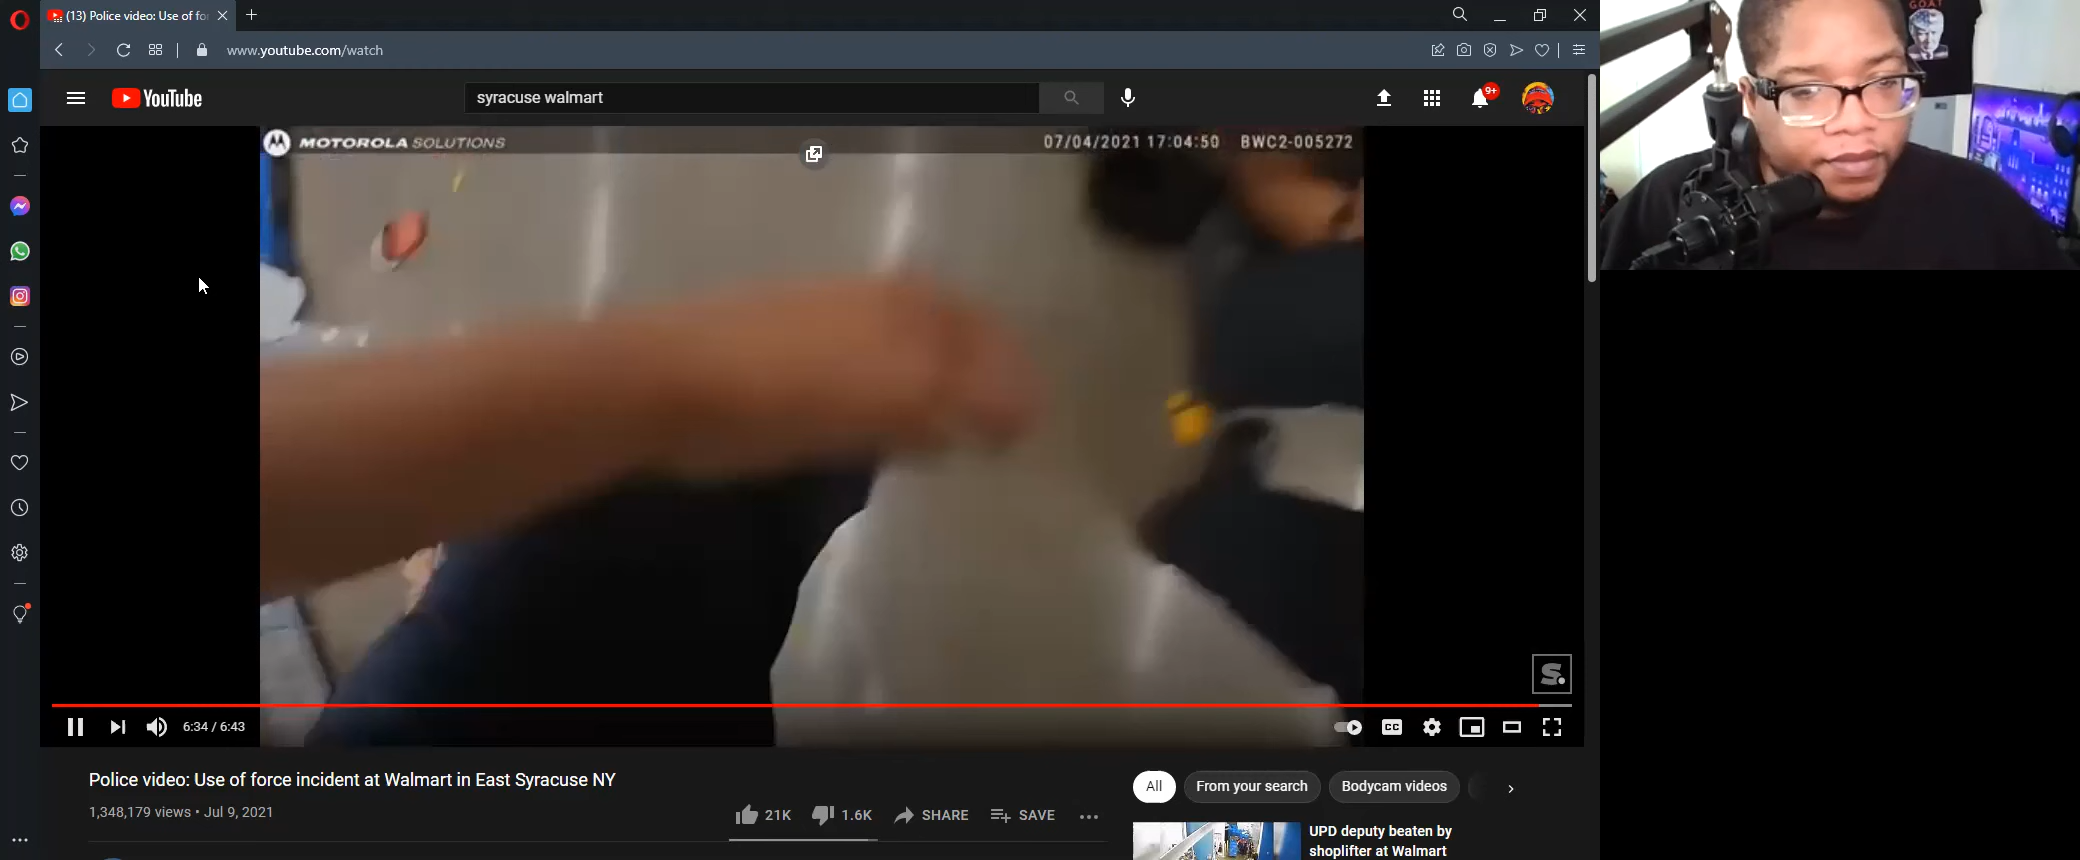 (13) Police video: Use of fo
www.youtube.com/watch
YouTube
syracuse walmart
9+
GOAT
MOTOROLA SOLUTIONS
07/04/2021 17:04:50 BWC2-005272
S.
6:34 / 6:43
CC
Police video: Use of force incident at Walmart in East Syracuse NY
1,348,179 views • Jul 9, 2021
21K
1.6K
SHARE
SAVE
All
From your search
Bodycam videos
UPD deputy beaten by
shoplifter at Walmart